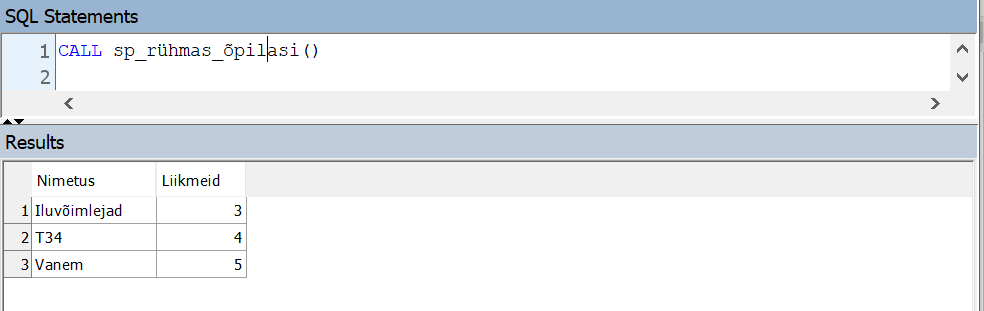 SQL Statements
1 CALL sp_rühmas_õpilasi()
2
Results
Nimetus Liikmeid
1 Iluvõimlejad 3
2 T34 4
3 Vanem 5